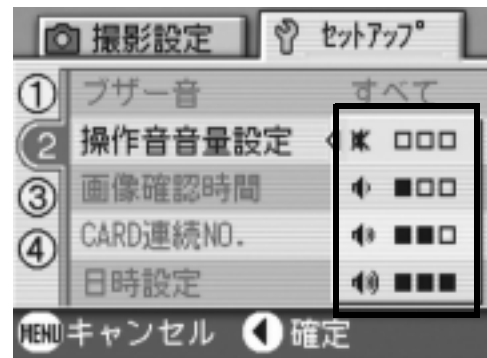 撮影設定 セットアップ
① ブザー音 すべて
2 操作音音量設定 □□□
③ 画像確認時間 ■□□
④ CARD連続NO. ■■□
日時設定 ■■■
MENU キャンセル 確定